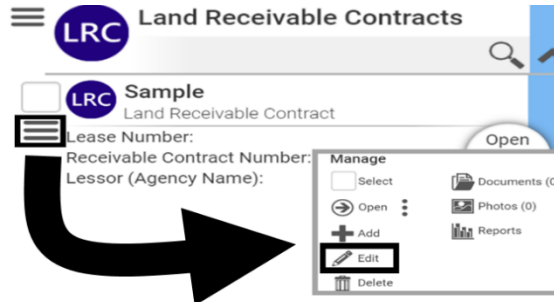 LRC
Land Receivable Contracts
LRC
Sample
Land Receivable Contract
Lease Number:
Open
Receivable Contract Number:
Lessor (Agency Name):
Manage
Select
Documents (0
Open
Photos (0)
Add
Reports
Edit
Delete